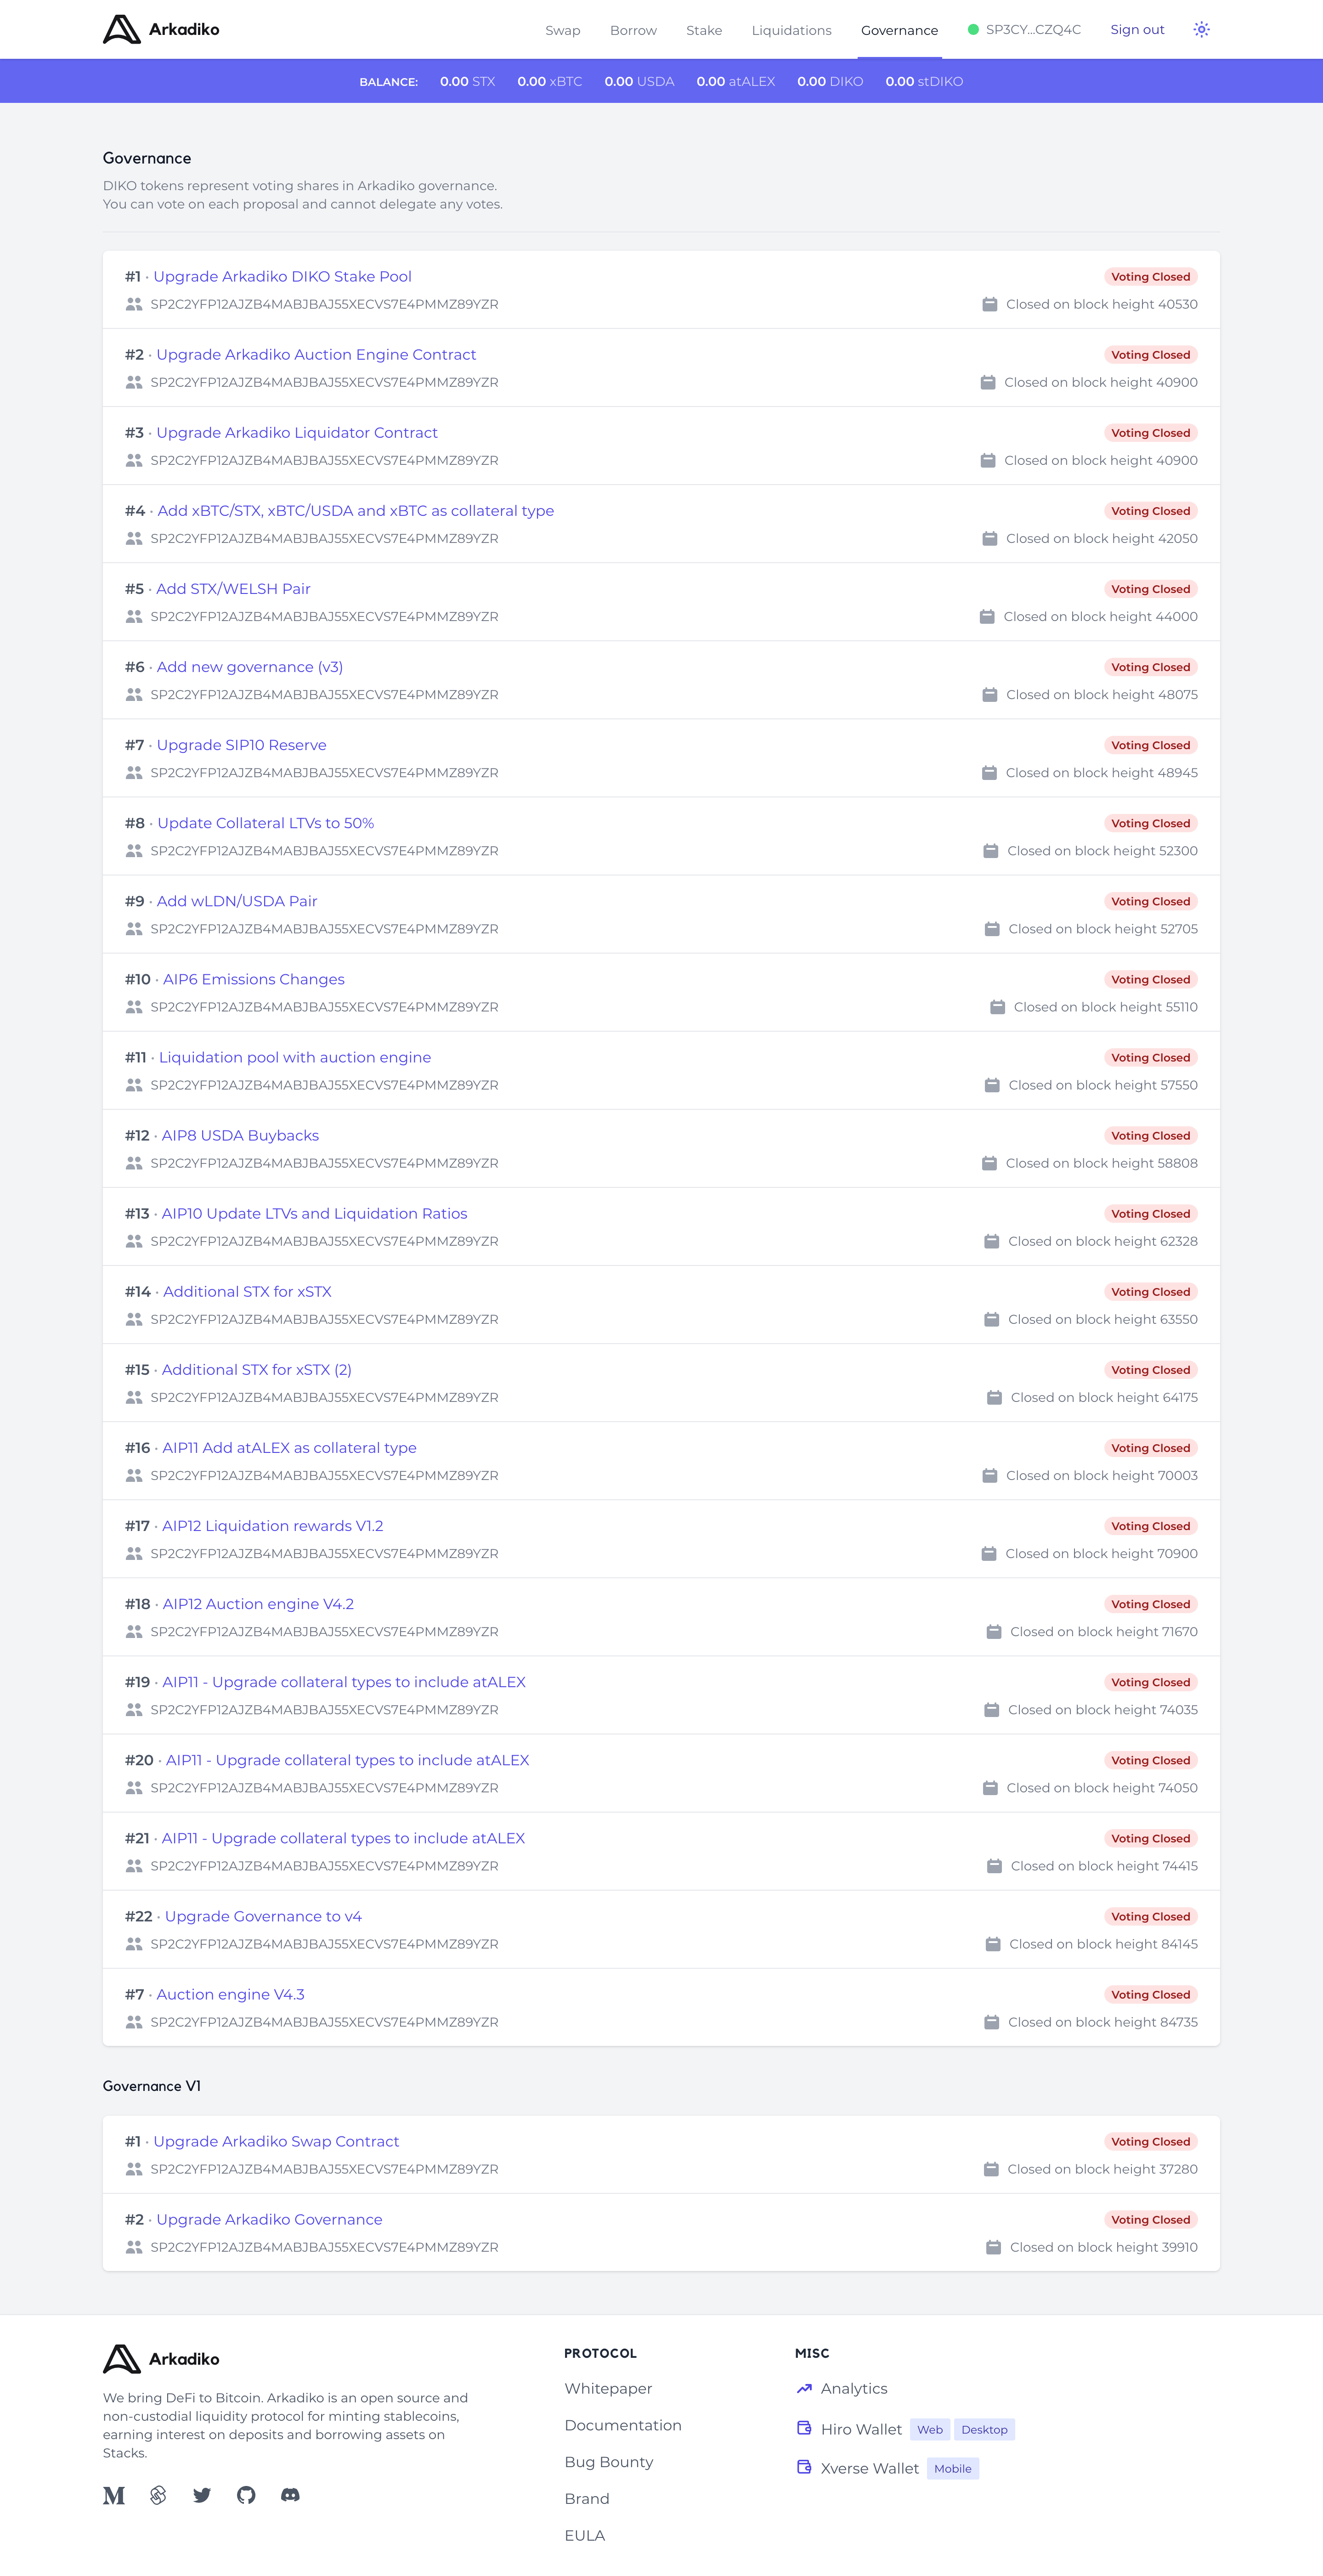 Arkadiko
Swap Borrow Stake Liquidations Governance SP3CY...CZQ4C Sign out
BALANCE: 0.00 STX 0.00 xBTC 0.00 USDA 0.00 atALEX 0.00 DIKO 0.00 stDIKO
Governance
DIKO tokens represent voting shares in Arkadiko governance.
You can vote on each proposal and cannot delegate any votes.
#1 · Upgrade Arkadiko DIKO Stake Pool Voting Closed
SP2C2YFP12AJZB4MABJBAJ55XECVS7E4PMMZ89YZR Closed on block height 40530
#2 · Upgrade Arkadiko Auction Engine Contract Voting Closed
SP2C2YFP12AJZB4MABJBAJ55XECVS7E4PMMZ89YZR Closed on block height 40900
#3 · Upgrade Arkadiko Liquidator Contract Voting Closed
SP2C2YFP12AJZB4MABJBAJ55XECVS7E4PMMZ89YZR Closed on block height 40900
#4 · Add xBTC/STX, xBTC/USDA and xBTC as collateral type Voting Closed
SP2C2YFP12AJZB4MABJBAJ55XECVS7E4PMMZ89YZR Closed on block height 42050
#5 · Add STX/WELSH Pair Voting Closed
SP2C2YFP12AJZB4MABJBAJ55XECVS7E4PMMZ89YZR Closed on block height 44000
#6 · Add new governance (v3) Voting Closed
SP2C2YFP12AJZB4MABJBAJ55XECVS7E4PMMZ89YZR Closed on block height 48075
#7 · Upgrade SIP10 Reserve Voting Closed
SP2C2YFP12AJZB4MABJBAJ55XECVS7E4PMMZ89YZR Closed on block height 48945
#8 · Update Collateral LTVs to 50% Voting Closed
SP2C2YFP12AJZB4MABJBAJ55XECVS7E4PMMZ89YZR Closed on block height 52300
#9 · Add wLDN/USDA Pair Voting Closed
SP2C2YFP12AJZB4MABJBAJ55XECVS7E4PMMZ89YZR Closed on block height 52705
#10 · AIP6 Emissions Changes Voting Closed
SP2C2YFP12AJZB4MABJBAJ55XECVS7E4PMMZ89YZR Closed on block height 55110
#11 · Liquidation pool with auction engine Voting Closed
SP2C2YFP12AJZB4MABJBAJ55XECVS7E4PMMZ89YZR Closed on block height 57550
#12 · AIP8 USDA Buybacks Voting Closed
SP2C2YFP12AJZB4MABJBAJ55XECVS7E4PMMZ89YZR Closed on block height 58808
#13 · AIP10 Update LTVs and Liquidation Ratios Voting Closed
SP2C2YFP12AJZB4MABJBAJ55XECVS7E4PMMZ89YZR Closed on block height 62328
#14 · Additional STX for xSTX Voting Closed
SP2C2YFP12AJZB4MABJBAJ55XECVS7E4PMMZ89YZR Closed on block height 63550
#15 · Additional STX for xSTX (2) Voting Closed
SP2C2YFP12AJZB4MABJBAJ55XECVS7E4PMMZ89YZR Closed on block height 64175
#16 · AIP11 Add atALEX as collateral type Voting Closed
SP2C2YFP12AJZB4MABJBAJ55XECVS7E4PMMZ89YZR Closed on block height 70003
#17 · AIP12 Liquidation rewards V1.2 Voting Closed
SP2C2YFP12AJZB4MABJBAJ55XECVS7E4PMMZ89YZR Closed on block height 70900
#18 · AIP12 Auction engine V4.2 Voting Closed
SP2C2YFP12AJZB4MABJBAJ55XECVS7E4PMMZ89YZR Closed on block height 71670
#19 · AIP11 - Upgrade collateral types to include atALEX Voting Closed
SP2C2YFP12AJZB4MABJBAJ55XECVS7E4PMMZ89YZR Closed on block height 74035
#20 · AIP11 - Upgrade collateral types to include atALEX Voting Closed
SP2C2YFP12AJZB4MABJBAJ55XECVS7E4PMMZ89YZR Closed on block height 74050
#21 · AIP11 - Upgrade collateral types to include atALEX Voting Closed
SP2C2YFP12AJZB4MABJBAJ55XECVS7E4PMMZ89YZR Closed on block height 74415
#22 · Upgrade Governance to v4 Voting Closed
SP2C2YFP12AJZB4MABJBAJ55XECVS7E4PMMZ89YZR Closed on block height 84145
#7 · Auction engine V4.3 Voting Closed
SP2C2YFP12AJZB4MABJBAJ55XECVS7E4PMMZ89YZR Closed on block height 84735
Governance V1
#1 · Upgrade Arkadiko Swap Contract Voting Closed
SP2C2YFP12AJZB4MABJBAJ55XECVS7E4PMMZ89YZR Closed on block height 37280
#2 · Upgrade Arkadiko Governance Voting Closed
SP2C2YFP12AJZB4MABJBAJ55XECVS7E4PMMZ89YZR Closed on block height 39910
Arkadiko
We bring DeFi to Bitcoin. Arkadiko is an open source and
non-custodial liquidity protocol for minting stablecoins,
earning interest on deposits and borrowing assets on
Stacks.
PROTOCOL
Whitepaper
Documentation
Bug Bounty
Brand
EULA
MISC
Analytics
Hiro Wallet Web Desktop
Xverse Wallet Mobile